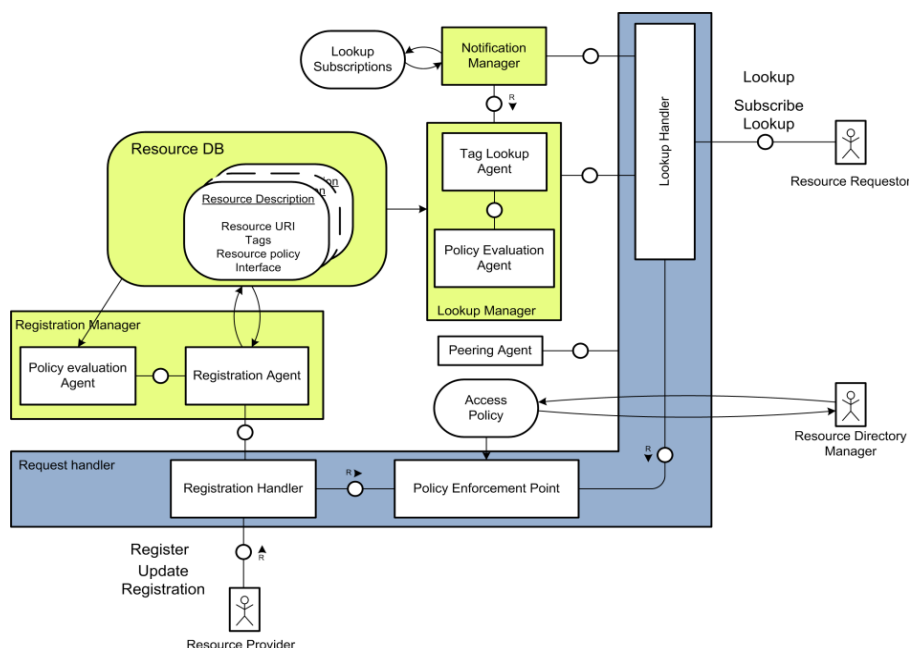 Lookup
Subscriptions
Notification
Manager
R
Lookup Handler
Lookup
Subscribe
Lookup
Resource Requestor
Resource DB
Resource Description
Resource URI
Tags
Resource policy
Interface
Tag Lookup
Agent
Policy Evaluation
Agent
Lookup Manager
Registration Manager
Policy evaluation
Agent
Registration Agent
Peering Agent
Access
Policy
Resource Directory
Manager
Request handler
Registration Handler
R
Policy Enforcement Point
R
Register
Update
Registration
R
Resource Provider